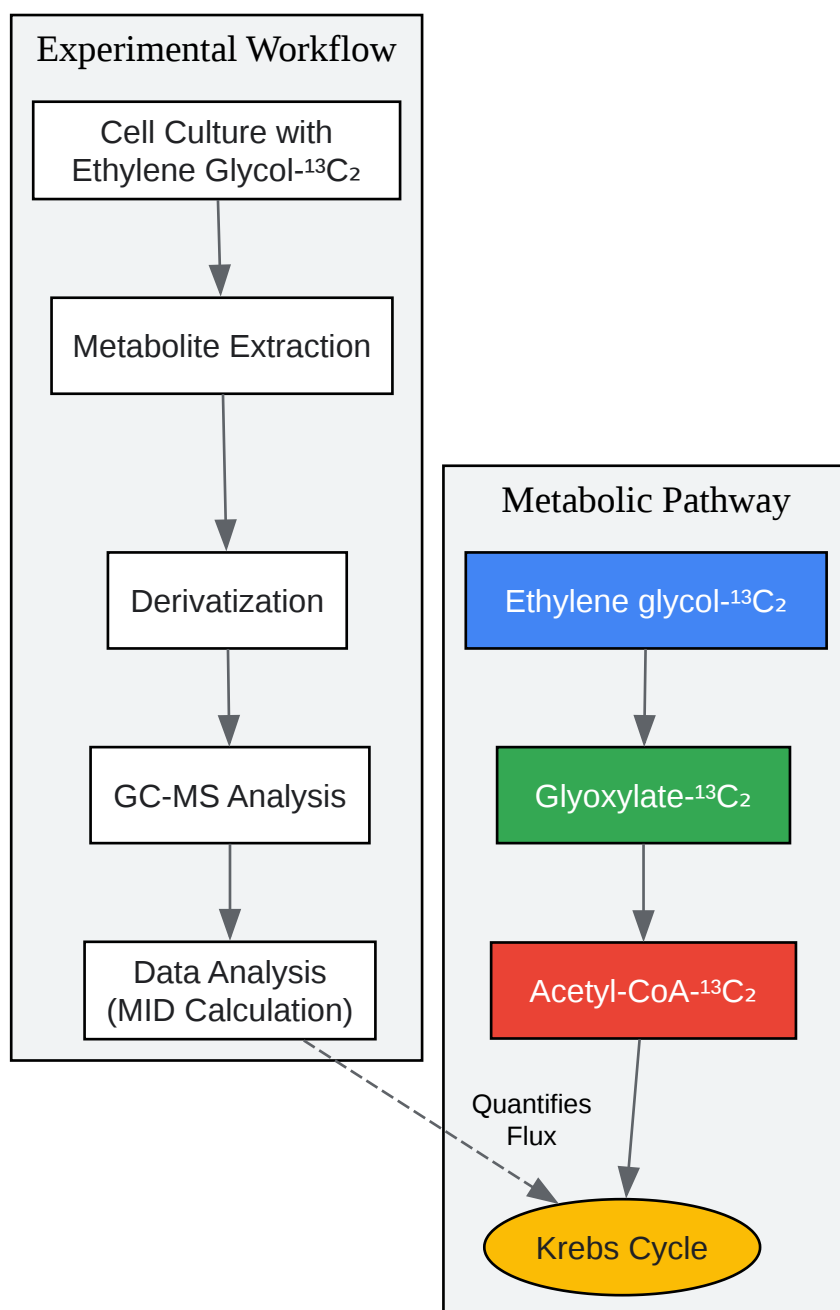 Experimental Workflow
Cell Culture with
Ethylene Glycol-¹³C₂
Metabolite Extraction
Derivatization
GC-MS Analysis
Data Analysis
(MID Calculation)
Metabolic Pathway
Ethylene glycol-¹³C₂
Glyoxylate-¹³C₂
Acetyl-CoA-¹³C₂
Quantifies
Flux
Krebs Cycle